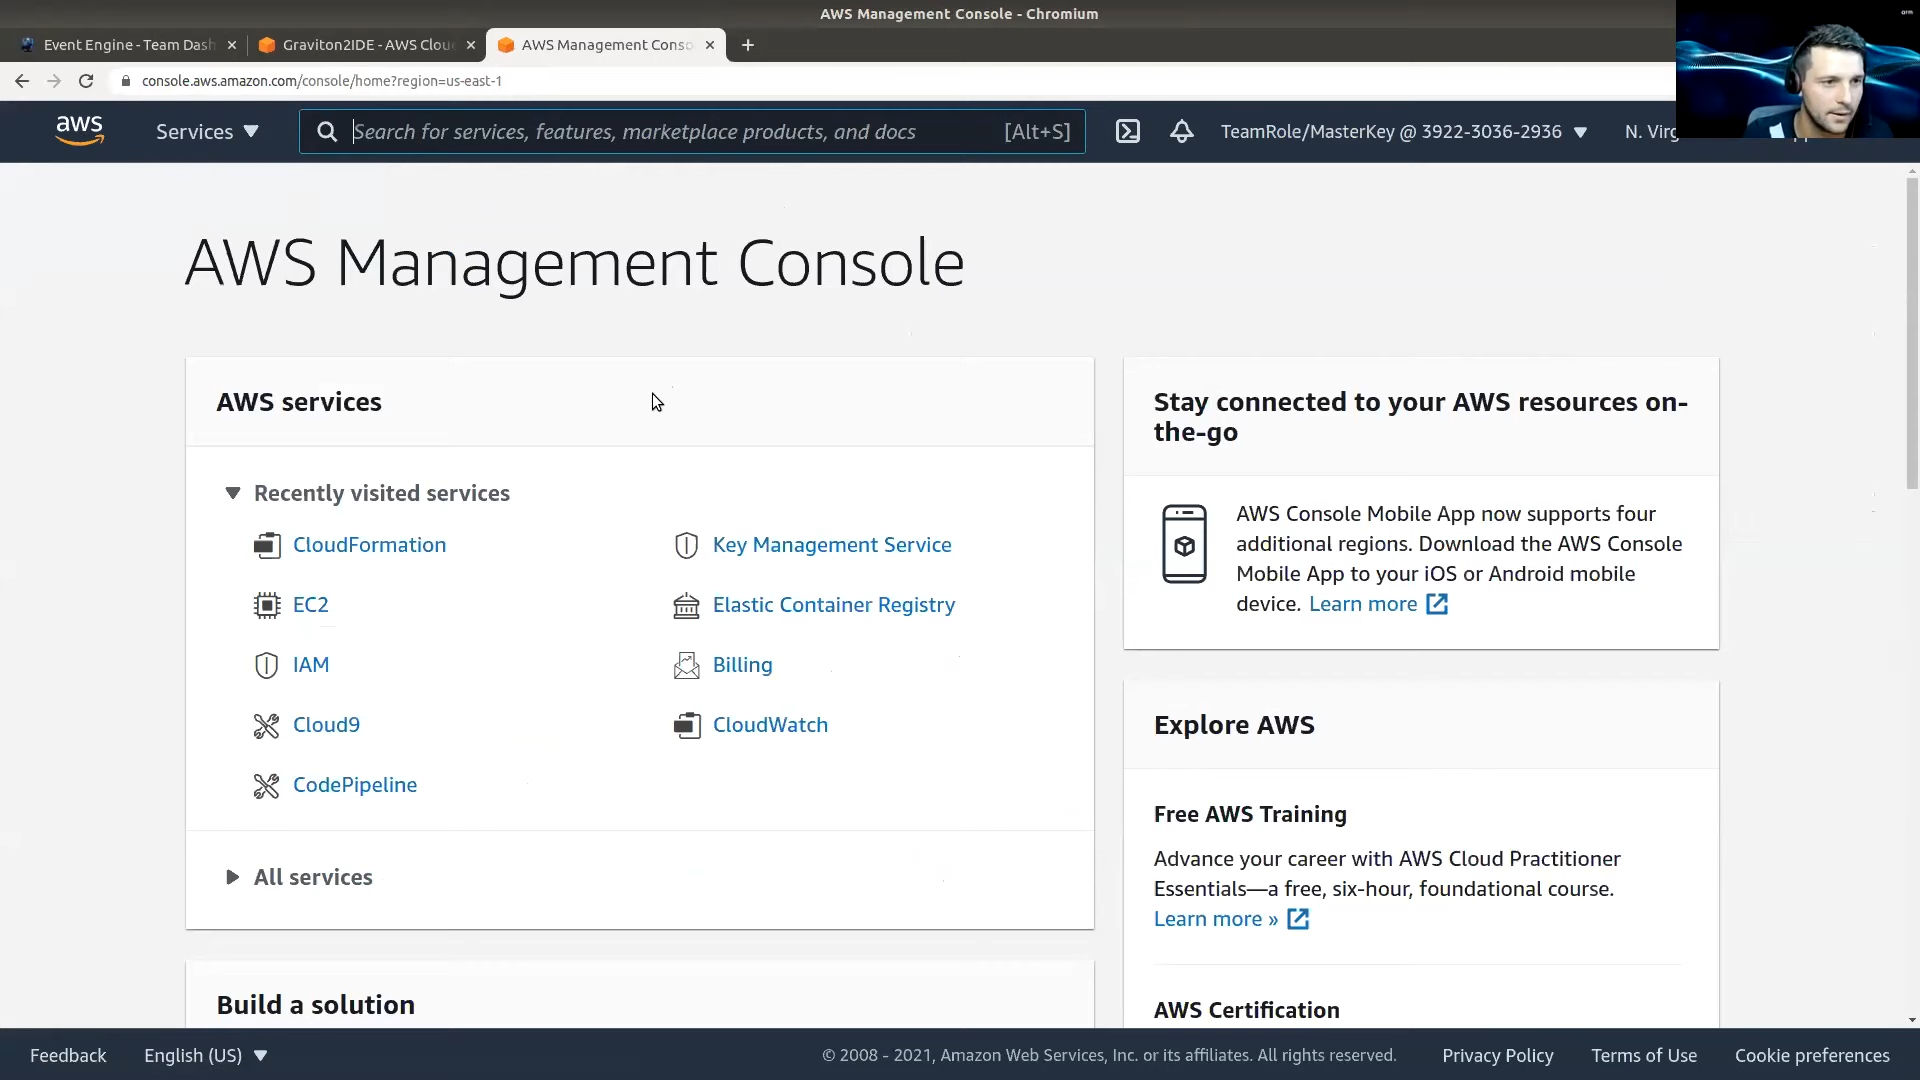 AWS Management Console - Chromium
arm
Event Engine - Team Dash
Graviton2IDE - AWS Clou
AWS Management Conso
console.aws.amazon.com/console/home?region=us-east-1
aws
Services
Search for services, features, marketplace products, and docs
[Alt+S]
TeamRole/MasterKey @ 3922-3036-2936
N. Virg
AWS Management Console
AWS services
Recently visited services
CloudFormation
Key Management Service
EC2
Elastic Container Registry
IAM
Billing
Cloud9
CloudWatch
CodePipeline
All services
Build a solution
Stay connected to your AWS resources on-
the-go
AWS Console Mobile App now supports four
additional regions. Download the AWS Console
Mobile App to your iOS or Android mobile
device. Learn more
Explore AWS
Free AWS Training
Advance your career with AWS Cloud Practitioner
Essentials—a free, six-hour, foundational course.
Learn more »
AWS Certification
Feedback
English (US)
© 2008 - 2021, Amazon Web Services, Inc. or its affiliates. All rights reserved.
Privacy Policy
Terms of Use
Cookie preferences